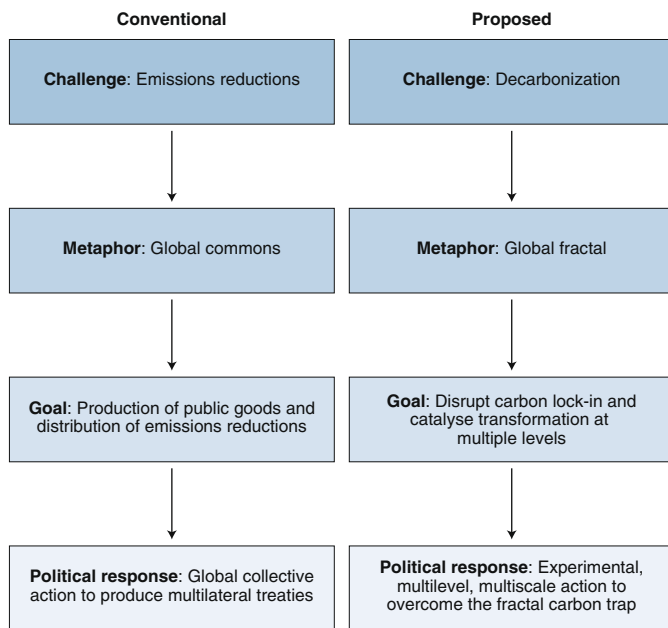 Conventional
Challenge: Emissions reductions
Metaphor: Global commons
Goal: Production of public goods and
distribution of emissions reductions
Political response: Global collective
action to produce multilateral treaties
Proposed
Challenge: Decarbonization
Metaphor: Global fractal
Goal: Disrupt carbon lock-in and
catalyse transformation at
multiple levels
Political response: Experimental,
multilevel, multiscale action to
overcome the fractal carbon trap